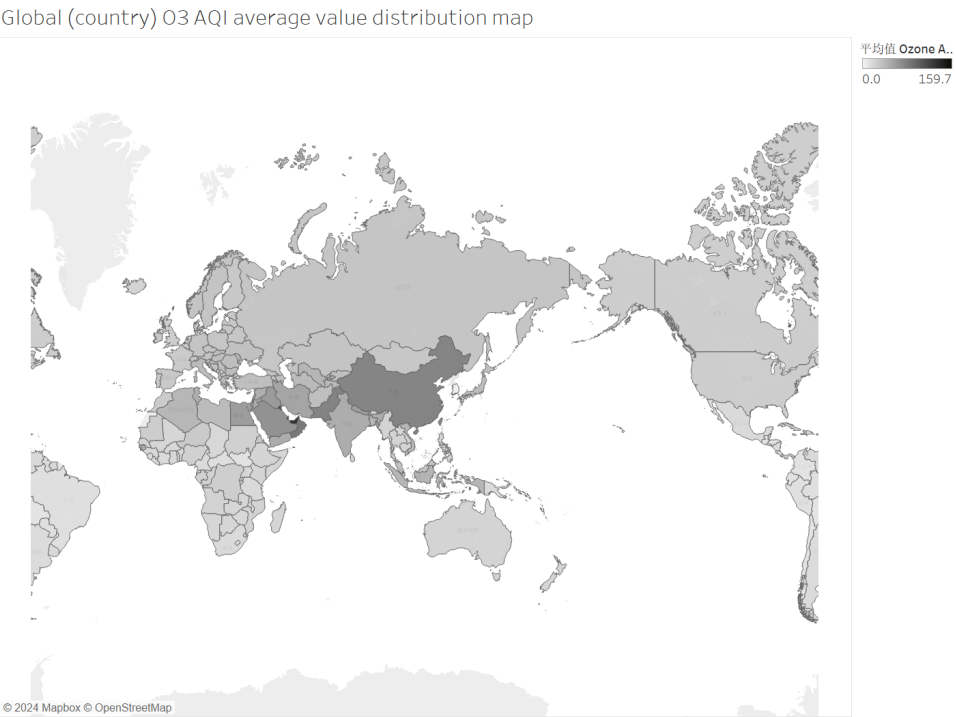 Global (country) O3 AQI average value distribution map
平均值 Ozone A..
0.0 159.7
© 2024 Mapbox © OpenStreetMap